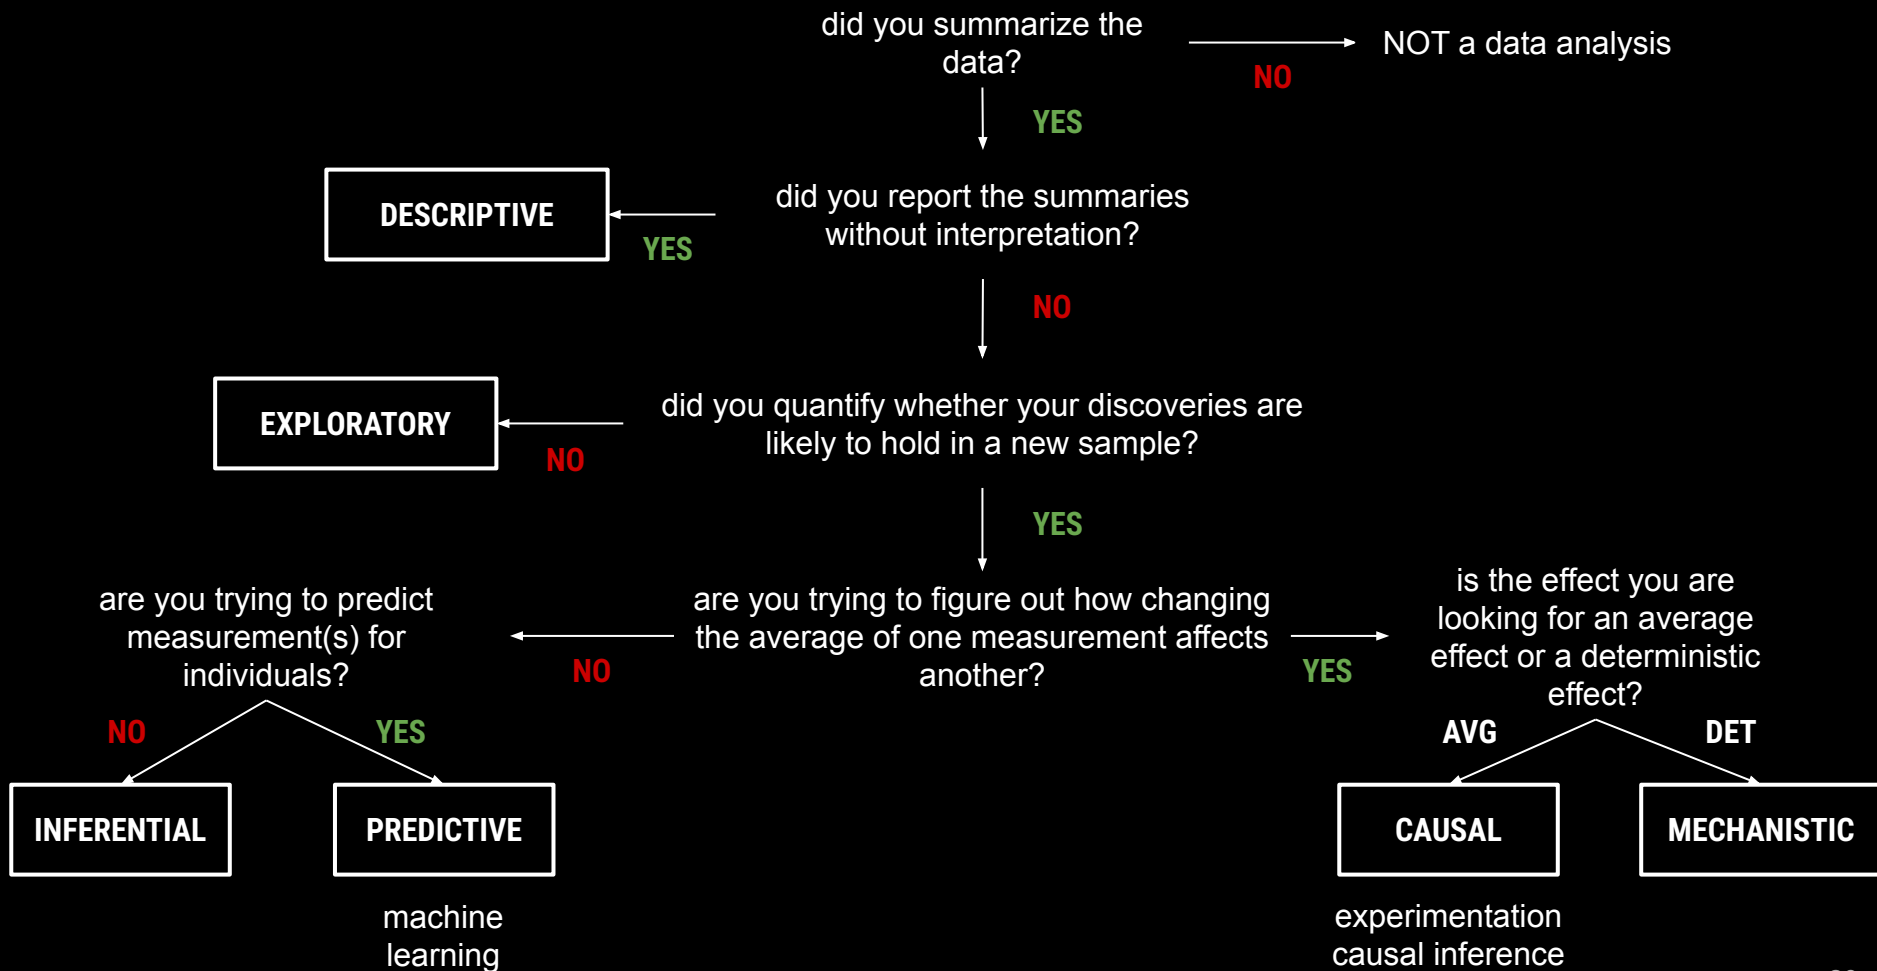 did you summarize the
data?
NO
NOT a data analysis
YES
DESCRIPTIVE
YES
did you report the summaries
without interpretation?
NO
EXPLORATORY
NO
did you quantify whether your discoveries are
likely to hold in a new sample?
YES
are you trying to predict
measurement(s) for
individuals?
NO
are you trying to figure out how changing
the average of one measurement affects
another?
YES
is the effect you are
looking for an average
effect or a deterministic
effect?
NO
YES
AVG
DET
INFERENTIAL
PREDICTIVE
CAUSAL
MECHANISTIC
machine
learning
experimentation
causal inference